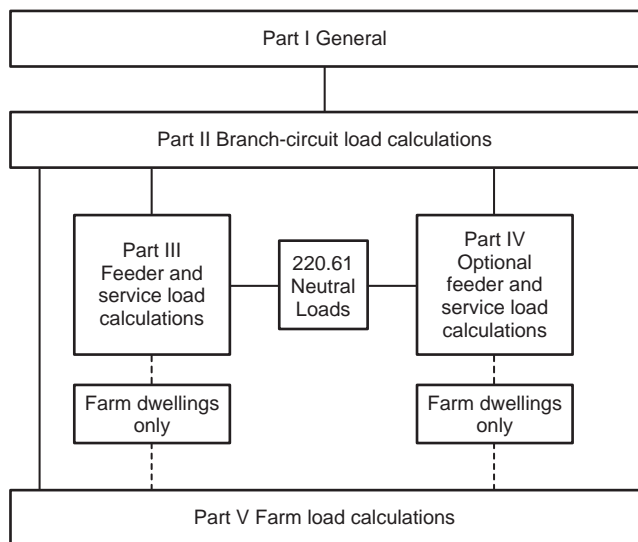 Part I General
Part II Branch-circuit load calculations
Part III
Feeder and
service load
calculations
220.61
Neutral
Loads
Part IV
Optional
feeder and
service load
calculations
Farm dwellings
only
Farm dwellings
only
Part V Farm load calculations